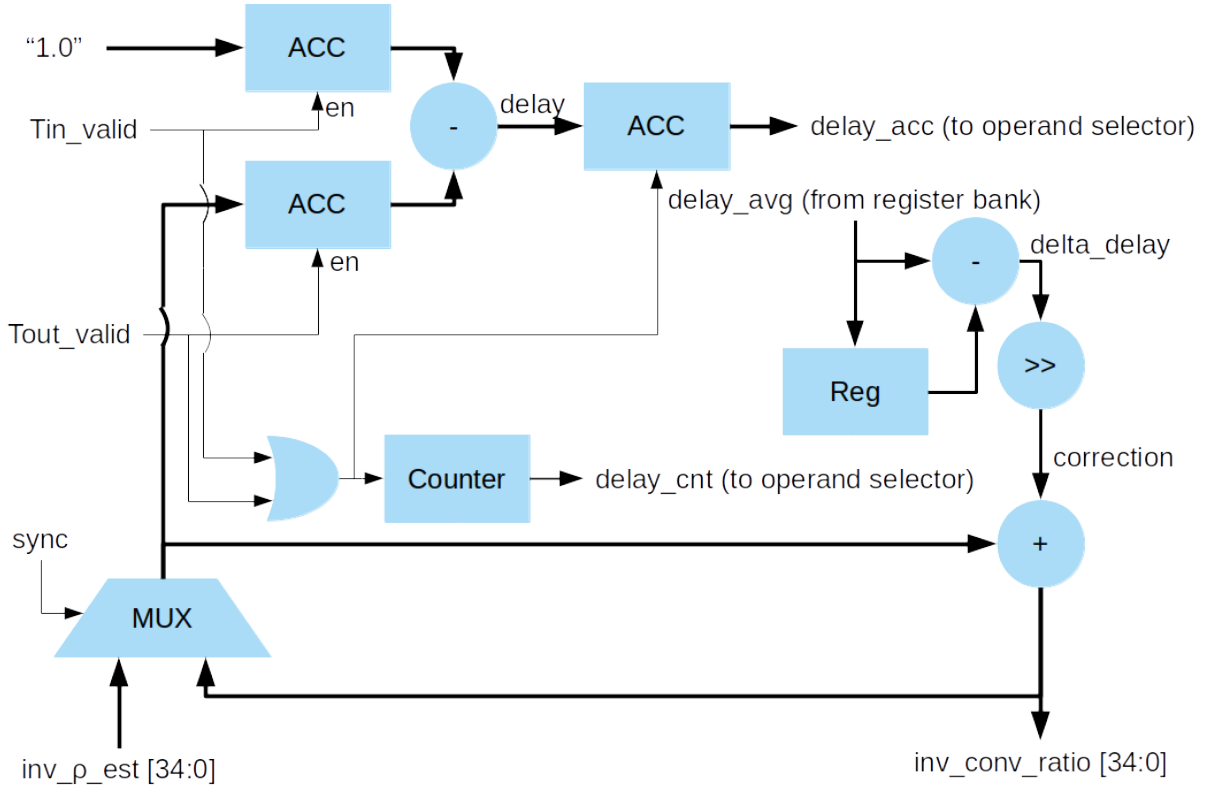 “1.0”
ACC
en
Tin_valid
-
delay
ACC
delay_acc (to operand selector)
ACC
en
delay_avg (from register bank)
-
delta_delay
Tout_valid
>>
Reg
correction
Counter
delay_cnt (to operand selector)
sync
+
MUX
inv_ρ_est [34:0]
inv_conv_ratio [34:0]